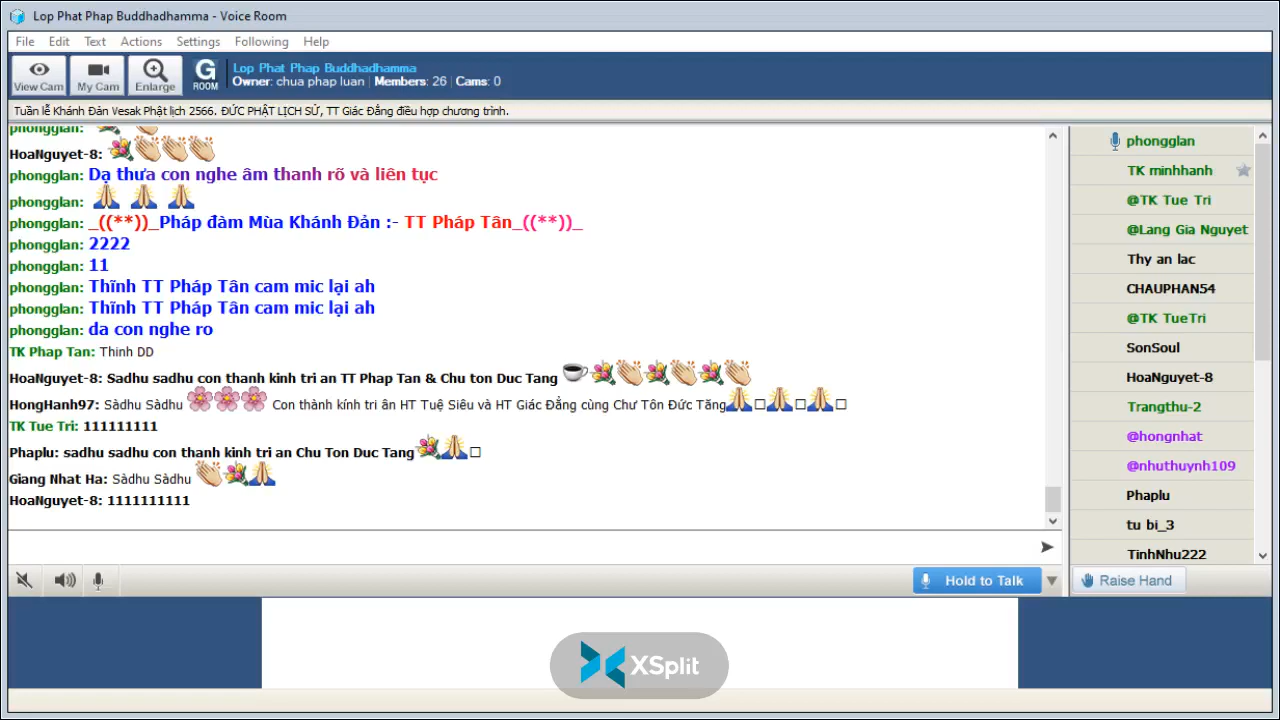 Lop Phat Phap Buddhadhamma - Voice Room
File Edit Text Actions Settings Following Help
View Cam My Cam Enlarge G ROOM
Lop Phat Phap Buddhadhamma
Owner: chua phap luan | Members: 26 | Cams: 0
Tuần lễ Khánh Đản Vesak Phật lịch 2566. ĐỨC PHẬT LỊCH SỬ, TT Giác Đẳng điều hợp chương trình.
phongglan:
HoaNguyet-8:
phongglan: Dạ thưa con nghe âm thanh rõ và liên tục
phongglan:
phongglan: _((**))_Pháp đàm Mùa Khánh Đản :- TT Pháp Tân_((**))_
phongglan: 2222
phongglan: 11
phongglan: Thĩnh TT Pháp Tân cam mic lại ah
phongglan: Thĩnh TT Pháp Tân cam mic lại ah
phongglan: da con nghe ro
TK Phap Tan: Thinh DD
HoaNguyet-8: Sadhu sadhu con thanh kinh tri an TT Phap Tan & Chu ton Duc Tang
HongHanh97: Sàdhu Sàdhu Con thành kính tri ân HT Tuệ Siêu và HT Giác Đẳng cùng Chư Tôn Đức Tăng
TK Tue Tri: 111111111
Phaplu: sadhu sadhu con thanh kinh tri an Chu Ton Duc Tang
Giang Nhat Ha: Sàdhu Sàdhu
HoaNguyet-8: 1111111111
Hold to Talk
phongglan
TK minhhanh
@TK Tue Tri
@Lang Gia Nguyet
Thy an lac
CHAUPHAN54
@TK TueTri
SonSoul
HoaNguyet-8
Trangthu-2
@hongnhat
@nhuthuynh109
Phaplu
tu bi_3
TinhNhu222
Raise Hand
XSplit